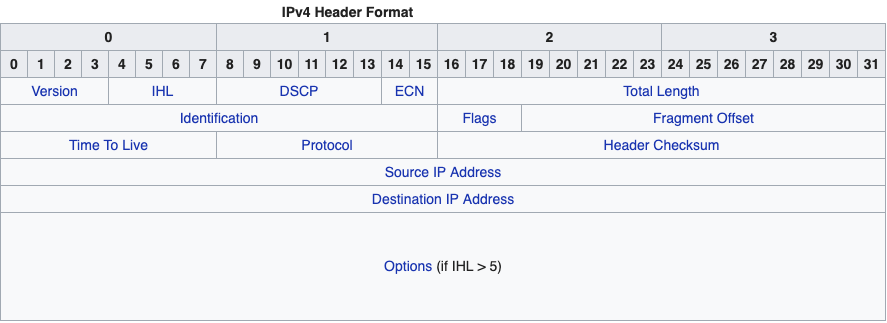 IPv4 Header Format
0 1 2 3
0 1 2 3 4 5 6 7 8 9 10 11 12 13 14 15 16 17 18 19 20 21 22 23 24 25 26 27 28 29 30 31
Version IHL DSCP ECN Total Length
Identification Flags Fragment Offset
Time To Live Protocol Header Checksum
Source IP Address
Destination IP Address
Options (if IHL > 5)